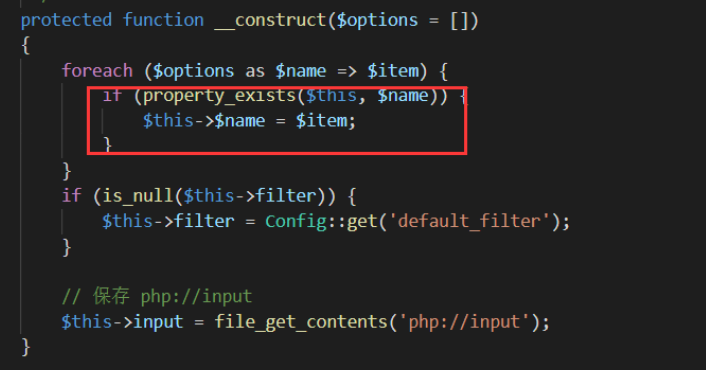 protected function __construct($options = [])
{
foreach ($options as $name => $item) {
if (property_exists($this, $name)) {
$this->$name = $item;
}
}
if (is_null($this->filter)) {
$this->filter = Config::get('default_filter');
}
// 保存 php://input
$this->input = file_get_contents('php://input');
}